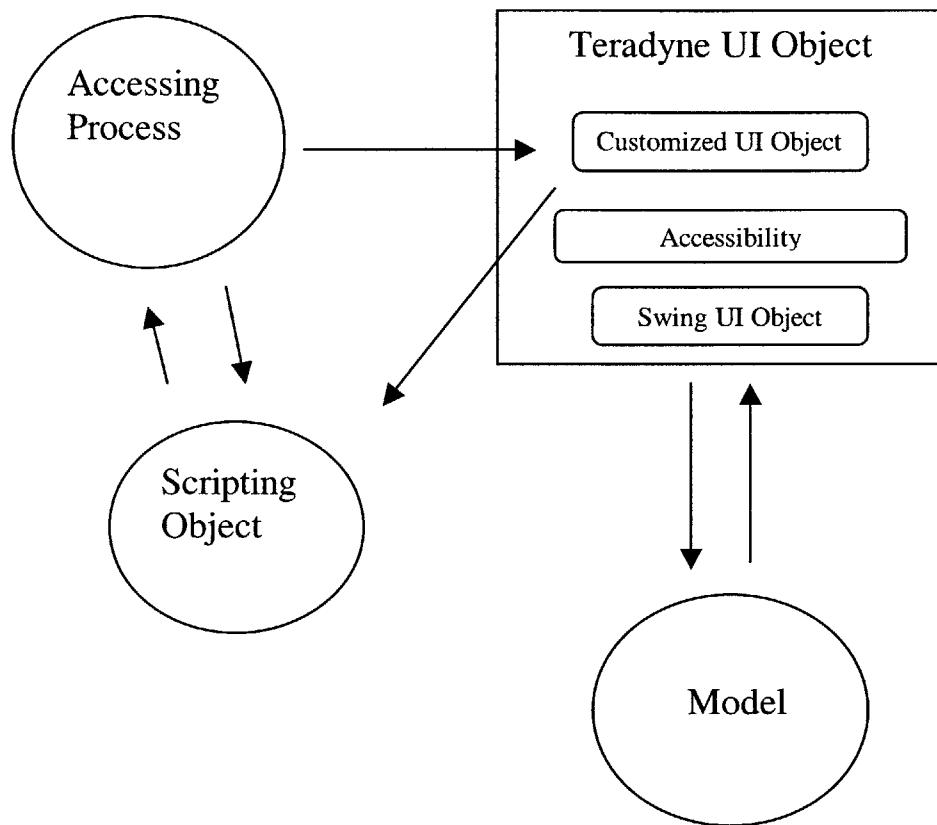 Accessing
Process
Teradyne UI Object
Customized UI Object
Accessibility
Swing UI Object
Scripting
Object
Model